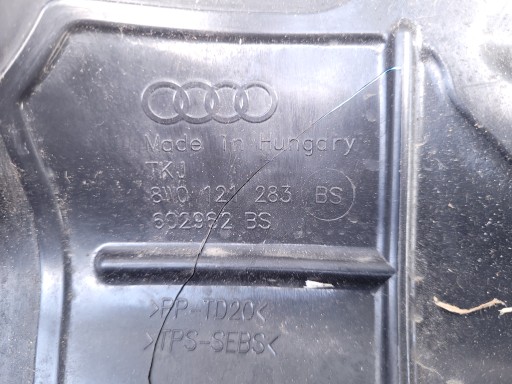 Made in Hungary
TKJ
8W0 121 283 BS
602982 BS
>PP-TD20<
>TPS-SEBS<